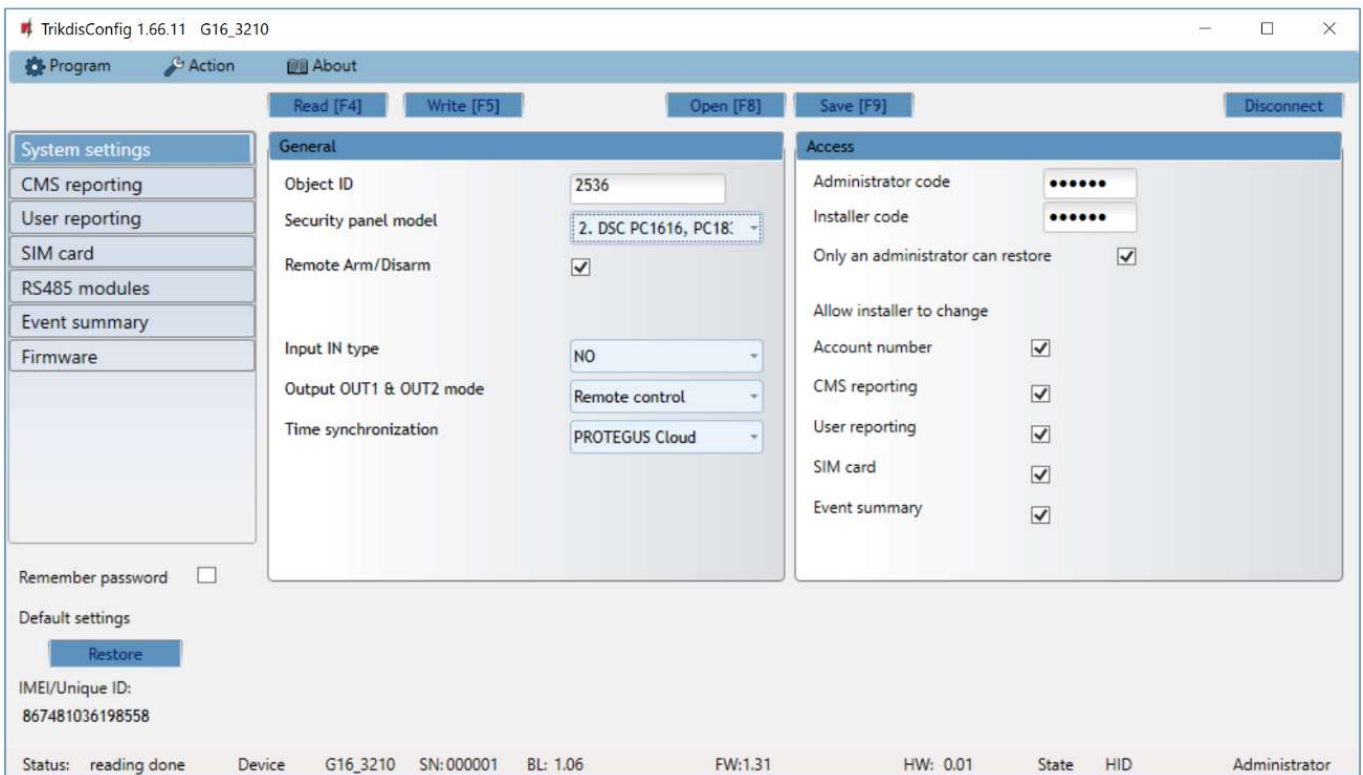 TrikdisConfig 1.66.11 G16_3210
Program Action About
Read [F4] Write [F5] Open [F8] Save [F9] Disconnect
System settings
CMS reporting
User reporting
SIM card
RS485 modules
Event summary
Firmware
General
Object ID 2536
Security panel model 2. DSC PC1616, PC18
Remote Arm/Disarm
Input IN type NO
Output OUT1 & OUT2 mode Remote control
Time synchronization PROTEGUS Cloud
Access
Administrator code ••••••
Installer code ••••••
Only an administrator can restore
Allow installer to change
Account number
CMS reporting
User reporting
SIM card
Event summary
Remember password
Default settings
Restore
IMEI/Unique ID:
867481036198558
Status: reading done Device G16_3210 SN:000001 BL: 1.06 FW:1.31 HW: 0.01 State HID Administrator